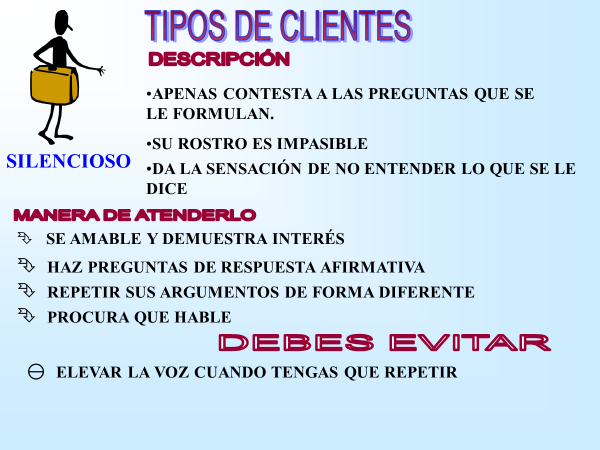 TIPOS DE CLIENTES
DESCRIPCIÓN
•APENAS CONTESTA A LAS PREGUNTAS QUE SE
LE FORMULAN.
•SU ROSTRO ES IMPASIBLE
SILENCIOSO
•DA LA SENSACIÓN DE NO ENTENDER LO QUE SE LE
DICE
MANERA DE ATENDERLO
SE AMABLE Y DEMUESTRA INTERÉS
HAZ PREGUNTAS DE RESPUESTA AFIRMATIVA
REPETIR SUS ARGUMENTOS DE FORMA DIFERENTE
PROCURA QUE HABLE
DEBES EVITAR
ELEVAR LA VOZ CUANDO TENGAS QUE REPETIR